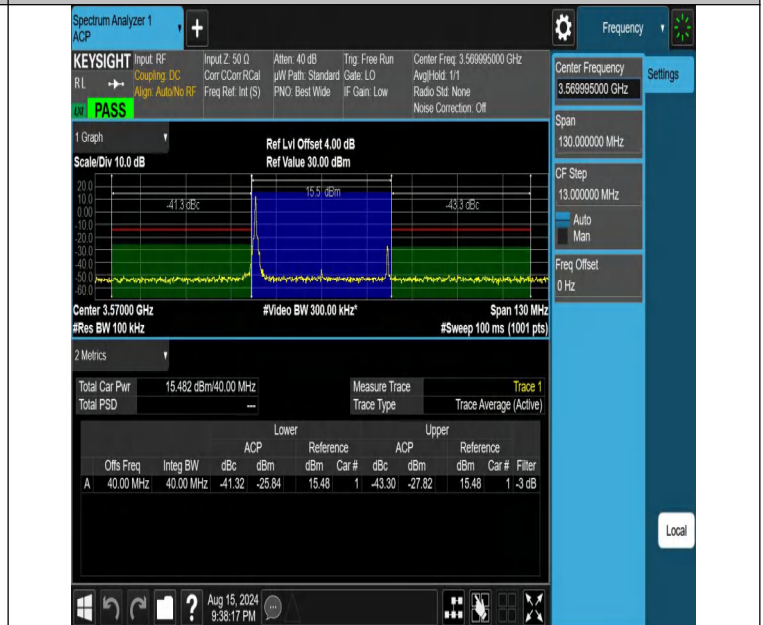 Spectrum Analyzer 1
ACP
+
Frequency
KEYSIGHT
RL
PASS
Input: RF
Coupling: DC
Align: Auto/No RF
Input Z: 50 Ω
Corr CCorr RCal
Freq Ref: Int (S)
Atten: 40 dB
µW Path: Standard
PNO: Best Wide
Trig: Free Run
Gate: LO
IF Gain: Low
Center Freq: 3.569995000 GHz
Avg|Hold: 1/1
Radio Std: None
Noise Correction: Off
Center Frequency
3.569995000 GHz
Settings
Span
130.000000 MHz
CF Step
13.000000 MHz
Auto
Man
Freq Offset
0 Hz
Local
1 Graph
Scale/Div 10.0 dB
Ref Lvl Offset 4.00 dB
Ref Value 30.00 dBm
20.0
10.0
0.00
-10.0
-20.0
-30.0
-40.0
-50.0
-60.0
-41.3 dBc
15.5 dBm
-43.3 dBc
Center 3.57000 GHz
#Video BW 300.00 kHz*
Span 130 MHz
#Res BW 100 kHz
#Sweep 100 ms (1001 pts)
2 Metrics
Total Car Pwr 15.482 dBm/40.00 MHz
Total PSD ---
Measure Trace Trace 1
Trace Type Trace Average (Active)
Lower Upper
ACP Reference ACP Reference
Offs Freq Integ BW dBc dBm dBm Car # dBc dBm dBm Car # Filter
A 40.00 MHz 40.00 MHz -41.32 -25.84 15.48 1 -43.30 -27.82 15.48 1 -3 dB
?
Aug 15, 2024
9:38:17 PM